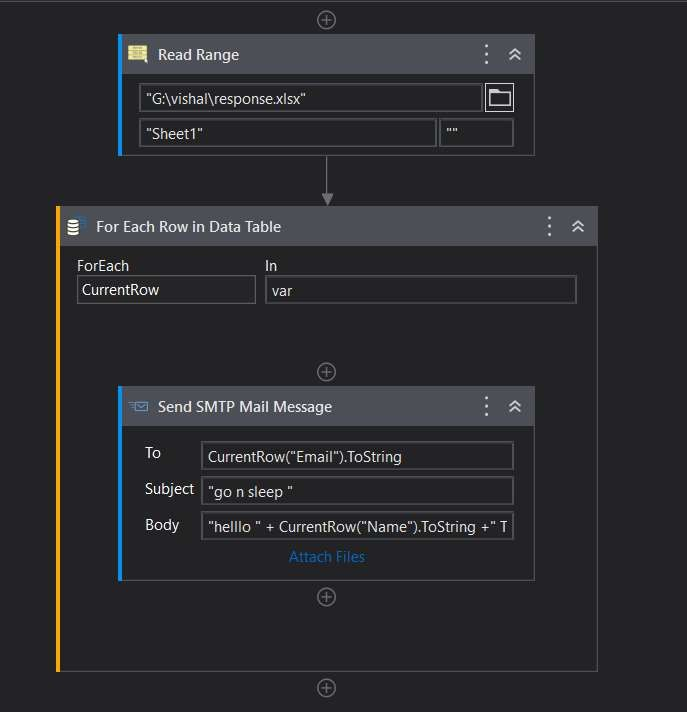 Read Range
"G:\vishal\response.xlsx"
"Sheet1" ""
For Each Row in Data Table
ForEach In
CurrentRow var
Send SMTP Mail Message
To CurrentRow("Email").ToString
Subject "go n sleep "
Body "helllo " + CurrentRow("Name").ToString +" T
Attach Files